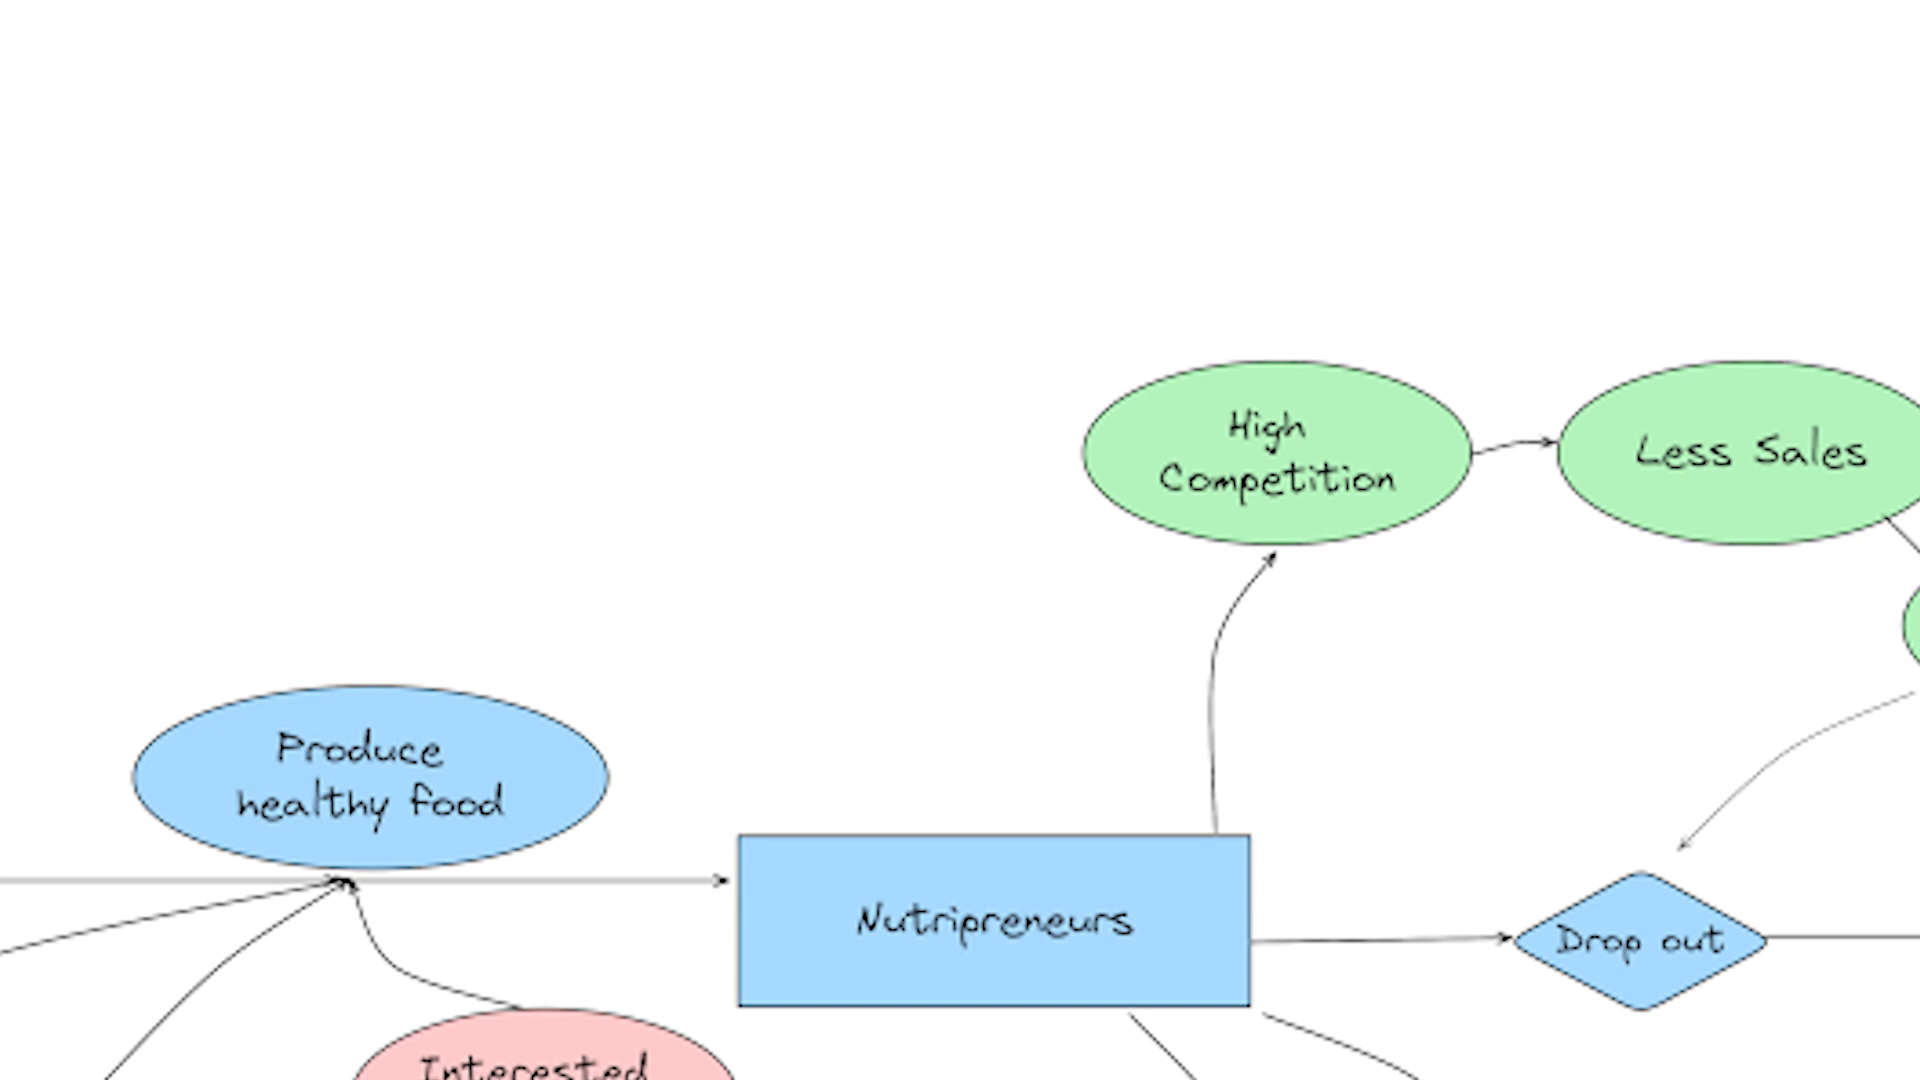 High
Competition
Less Sales
Produce
healthy food
Nutripreneurs
Drop out
Interested